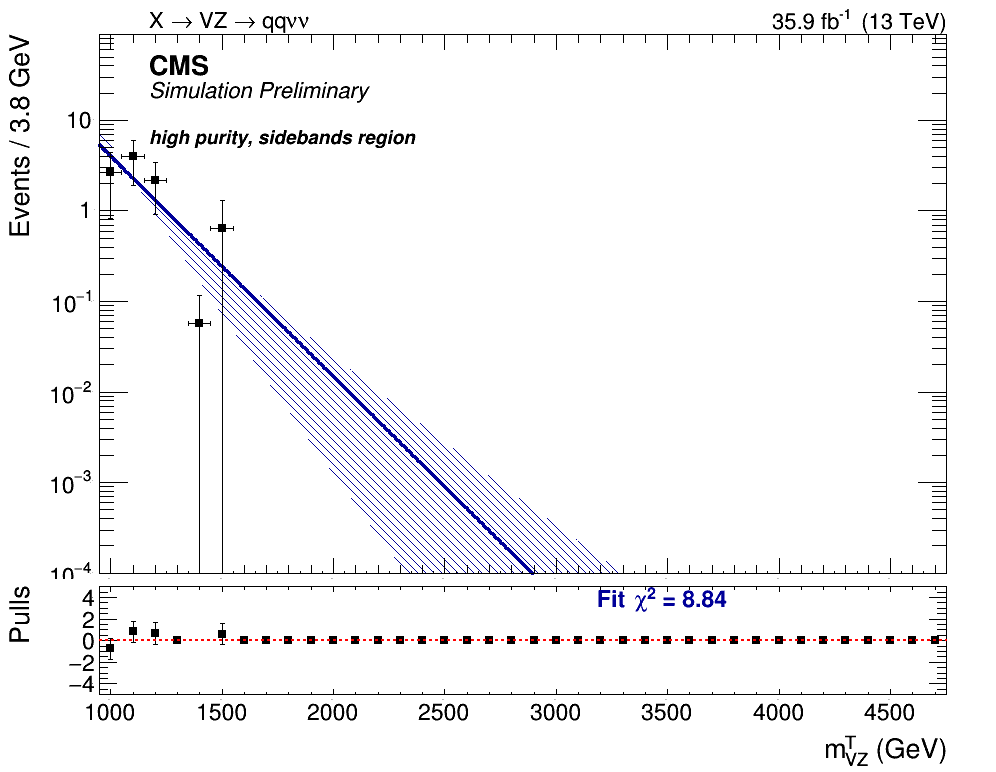 X → VZ → qqνν
35.9 fb⁻¹ (13 TeV)
Events / 3.8 GeV
CMS
Simulation Preliminary
high purity, sidebands region
10
1
10⁻¹
10⁻²
10⁻³
10⁻⁴
Pulls
Fit χ² = 8.84
4
2
0
−2
−4
1000 1500 2000 2500 3000 3500 4000 4500
m^T_VZ (GeV)